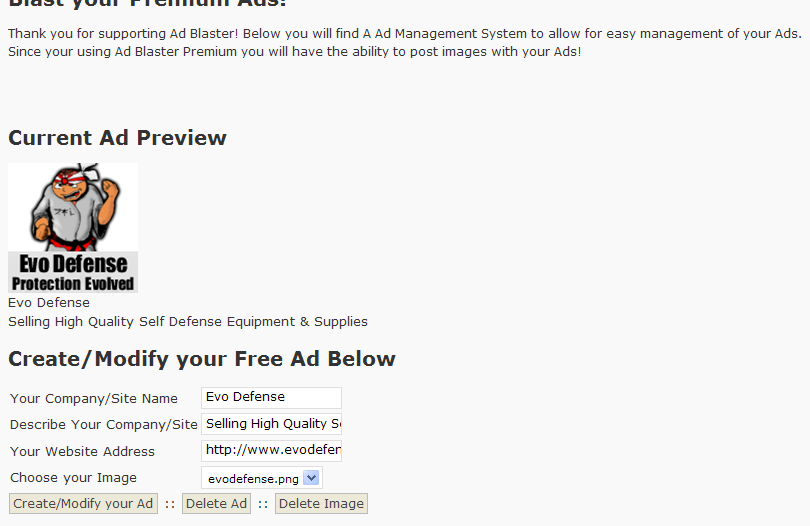 Blast your Premium Ads!
Thank you for supporting Ad Blaster! Below you will find A Ad Management System to allow for easy management of your Ads.
Since your using Ad Blaster Premium you will have the ability to post images with your Ads!
Current Ad Preview
Evo Defense
Protection Evolved
Evo Defense
Selling High Quality Self Defense Equipment & Supplies
Create/Modify your Free Ad Below
Your Company/Site Name Evo Defense
Describe Your Company/Site Selling High Quality Se
Your Website Address http://www.evodefen
Choose your Image evodefense.png
Create/Modify your Ad :: Delete Ad :: Delete Image